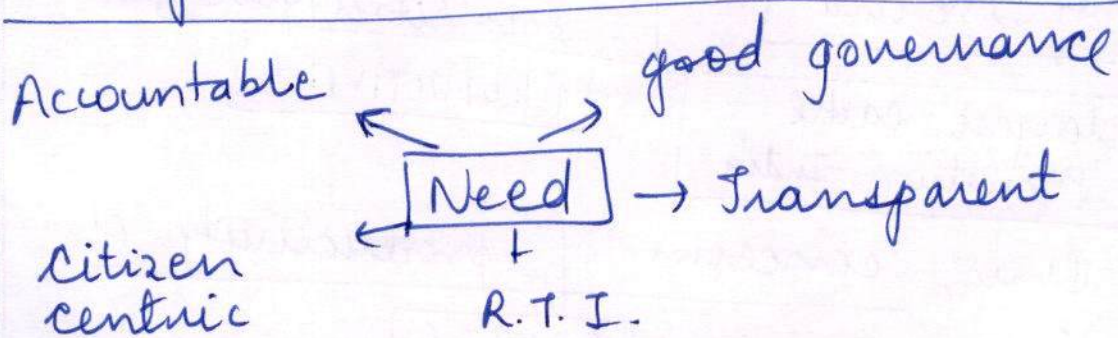 Accountable
good governance
Need
Transparent
citizen
centric
R.T.I.